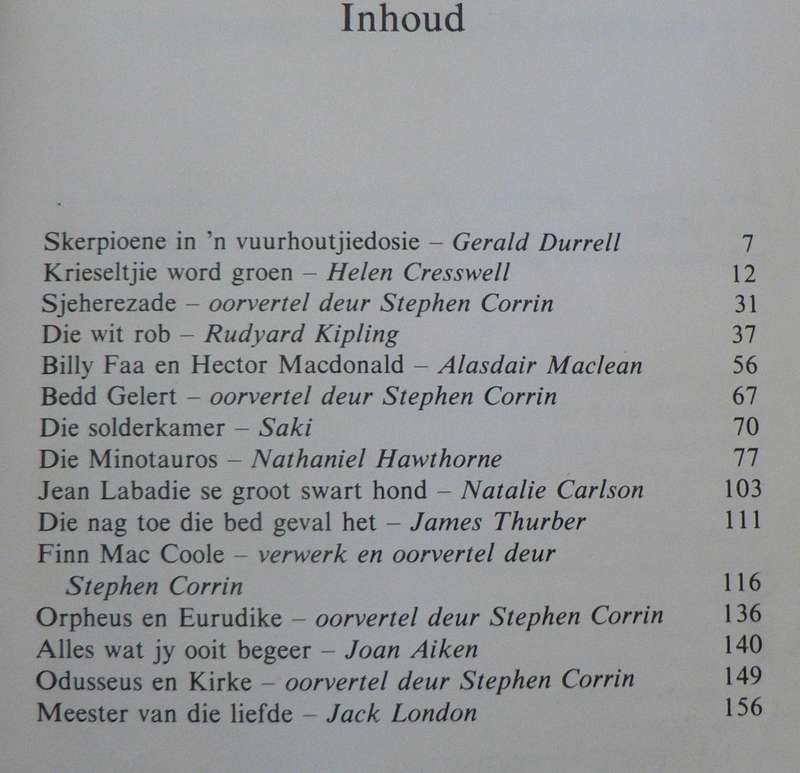 Inhoud
Skerpioene in 'n vuurhoutjiedosie – Gerald Durrell 7
Krieseltjie word groen – Helen Cresswell 12
Sjeherezade – oorvertel deur Stephen Corrin 31
Die wit rob – Rudyard Kipling 37
Billy Faa en Hector Macdonald – Alasdair Maclean 56
Bedd Gelert – oorvertel deur Stephen Corrin 67
Die solderkamer – Saki 70
Die Minotauros – Nathaniel Hawthorne 77
Jean Labadie se groot swart hond – Natalie Carlson 103
Die nag toe die bed geval het – James Thurber 111
Finn Mac Coole – verwerk en oorvertel deur
Stephen Corrin 116
Orpheus en Eurudike – oorvertel deur Stephen Corrin 136
Alles wat jy ooit begeer – Joan Aiken 140
Odusseus en Kirke – oorvertel deur Stephen Corrin 149
Meester van die liefde – Jack London 156